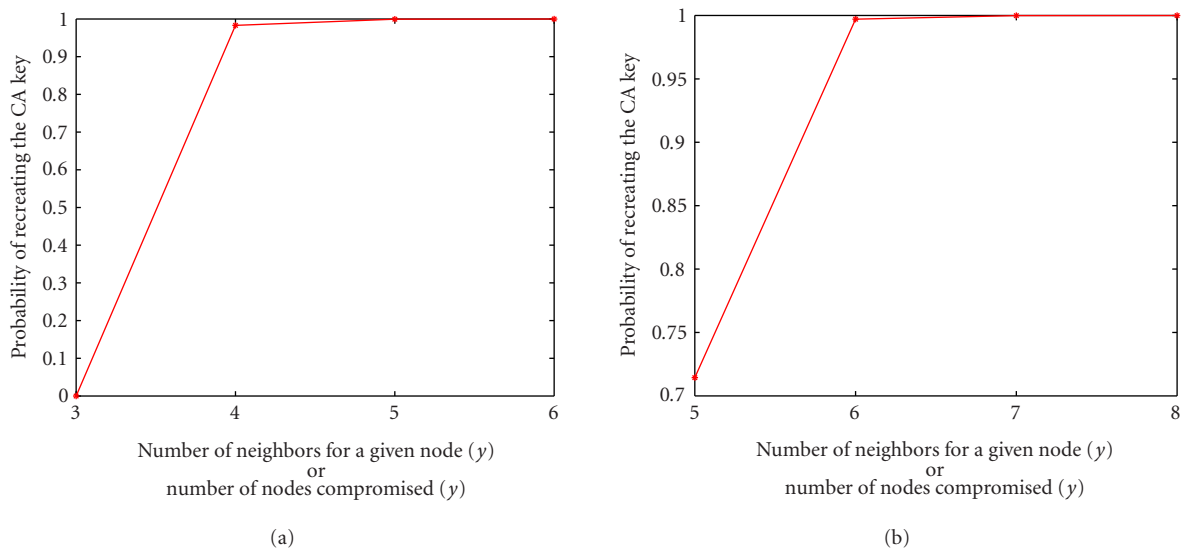 Probability of recreating the CA key
1
0.9
0.8
0.7
0.6
0.5
0.4
0.3
0.2
0.1
0
3 4 5 6
Number of neighbors for a given node (y)
or
number of nodes compromised (y)
(a)
Probability of recreating the CA key
1
0.95
0.9
0.85
0.8
0.75
0.7
5 6 7 8
Number of neighbors for a given node (y)
or
number of nodes compromised (y)
(b)